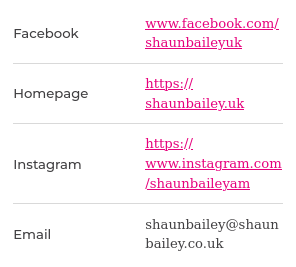 Facebook
www.facebook.com/
shaunbaileyuk
Homepage
https://
shaunbailey.uk
Instagram
https://
www.instagram.com
/shaunbaileyam
Email
shaunbailey@shaun
bailey.co.uk